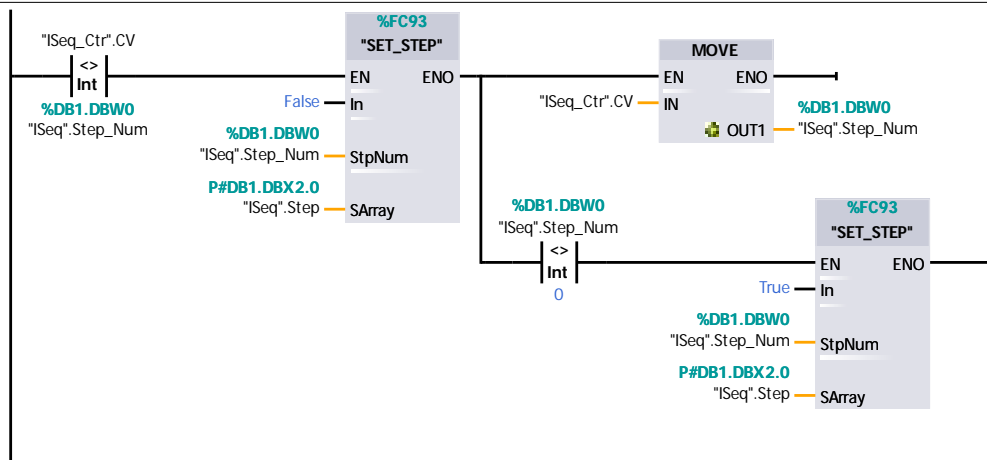 %FC93
"SET_STEP"
"ISeq_Ctr".CV
<>
Int
%DB1.DBW0
"ISeq".Step_Num
EN
ENO
False
In
%DB1.DBW0
"ISeq".Step_Num
StpNum
P#DB1.DBX2.0
"ISeq".Step
SArray
MOVE
EN
ENO
"ISeq_Ctr".CV
IN
OUT1
%DB1.DBW0
"ISeq".Step_Num
%DB1.DBW0
"ISeq".Step_Num
<>
Int
0
%FC93
"SET_STEP"
EN
ENO
True
In
%DB1.DBW0
"ISeq".Step_Num
StpNum
P#DB1.DBX2.0
"ISeq".Step
SArray